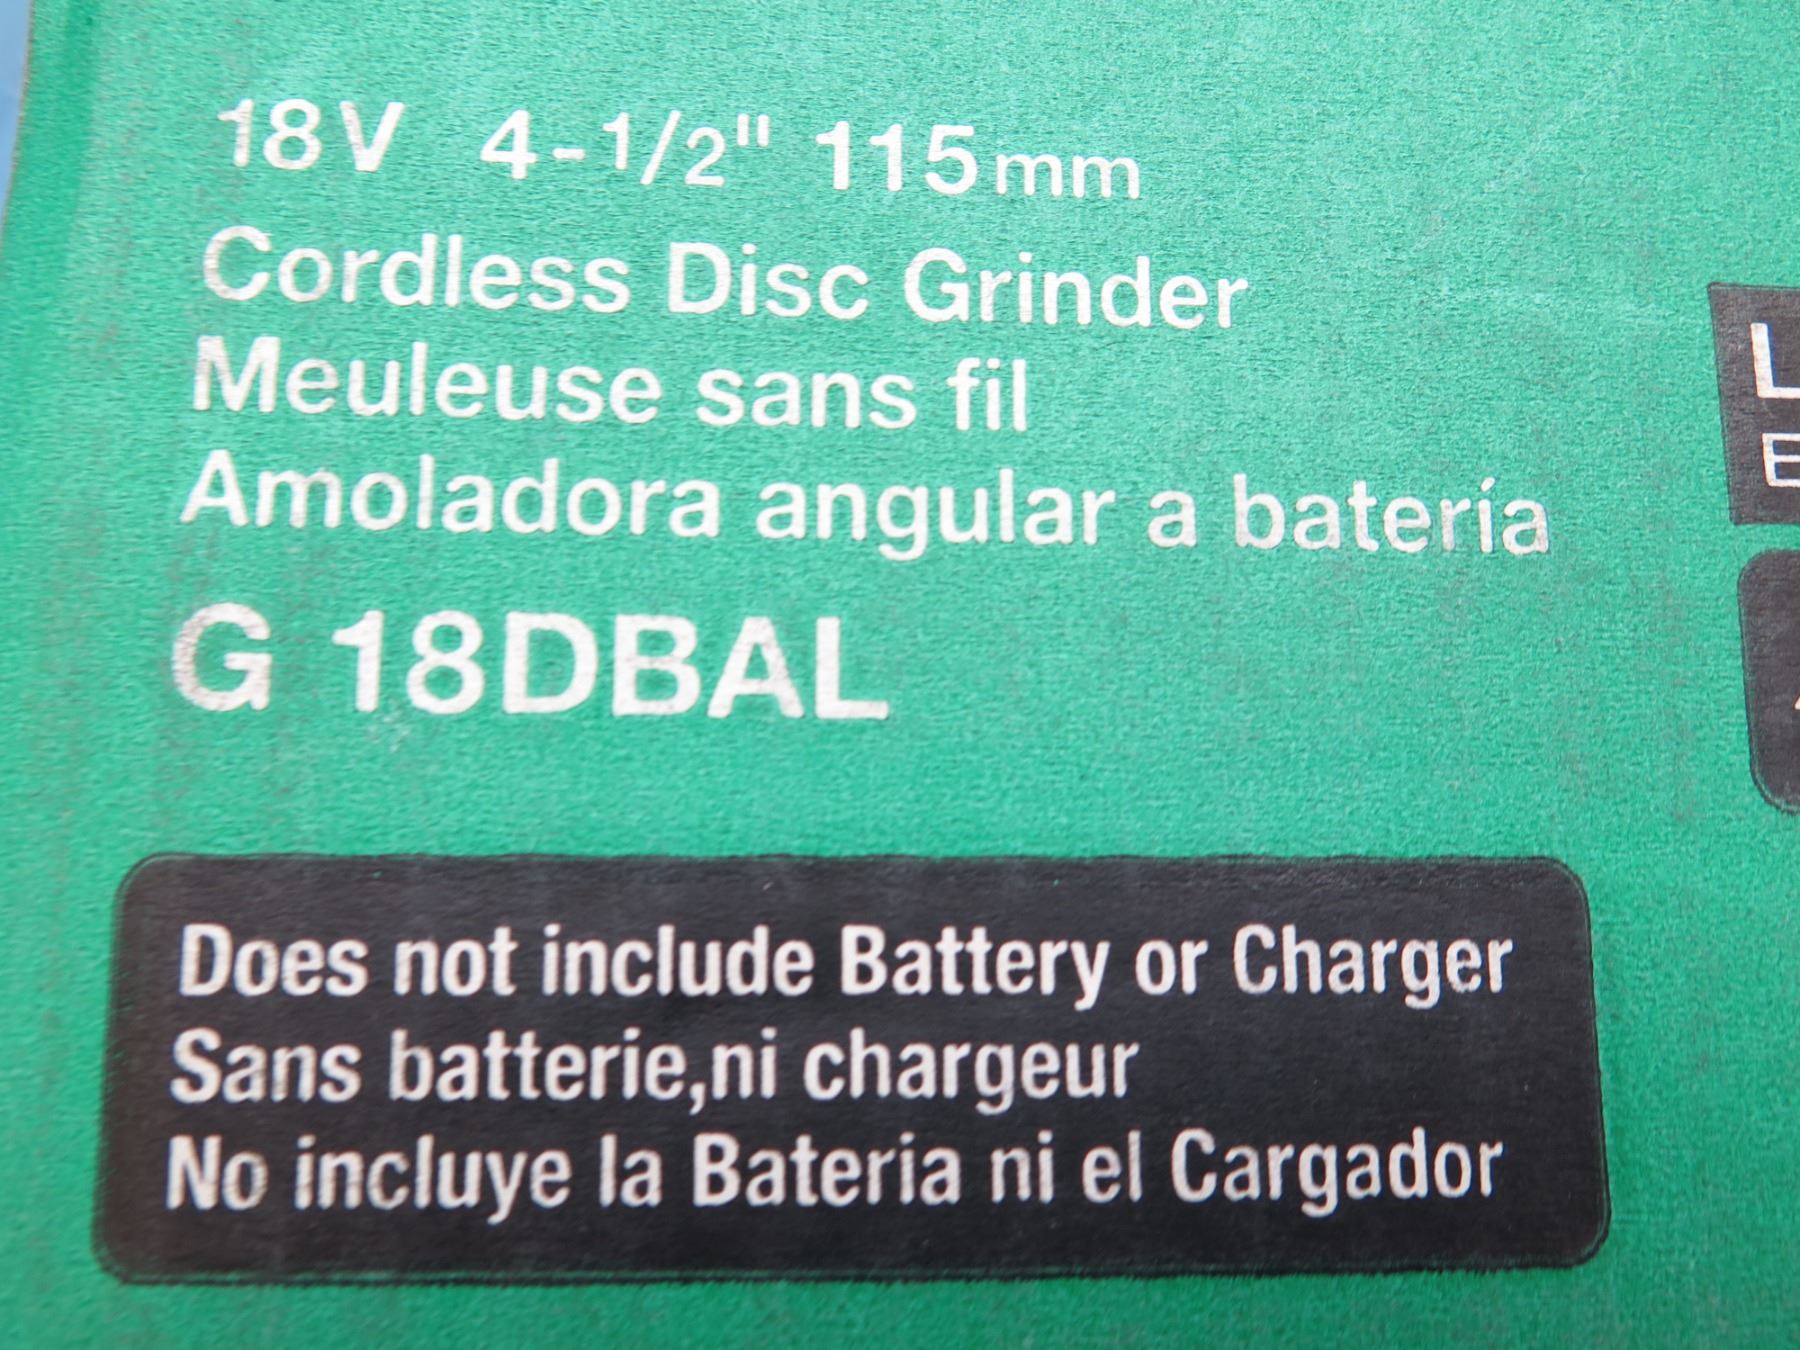 18V 4-1/2" 115mm
Cordless Disc Grinder
Meuleuse sans fil
Amoladora angular a batería
G 18DBAL
Does not include Battery or Charger
Sans batterie,ni chargeur
No incluye la Bateria ni el Cargador